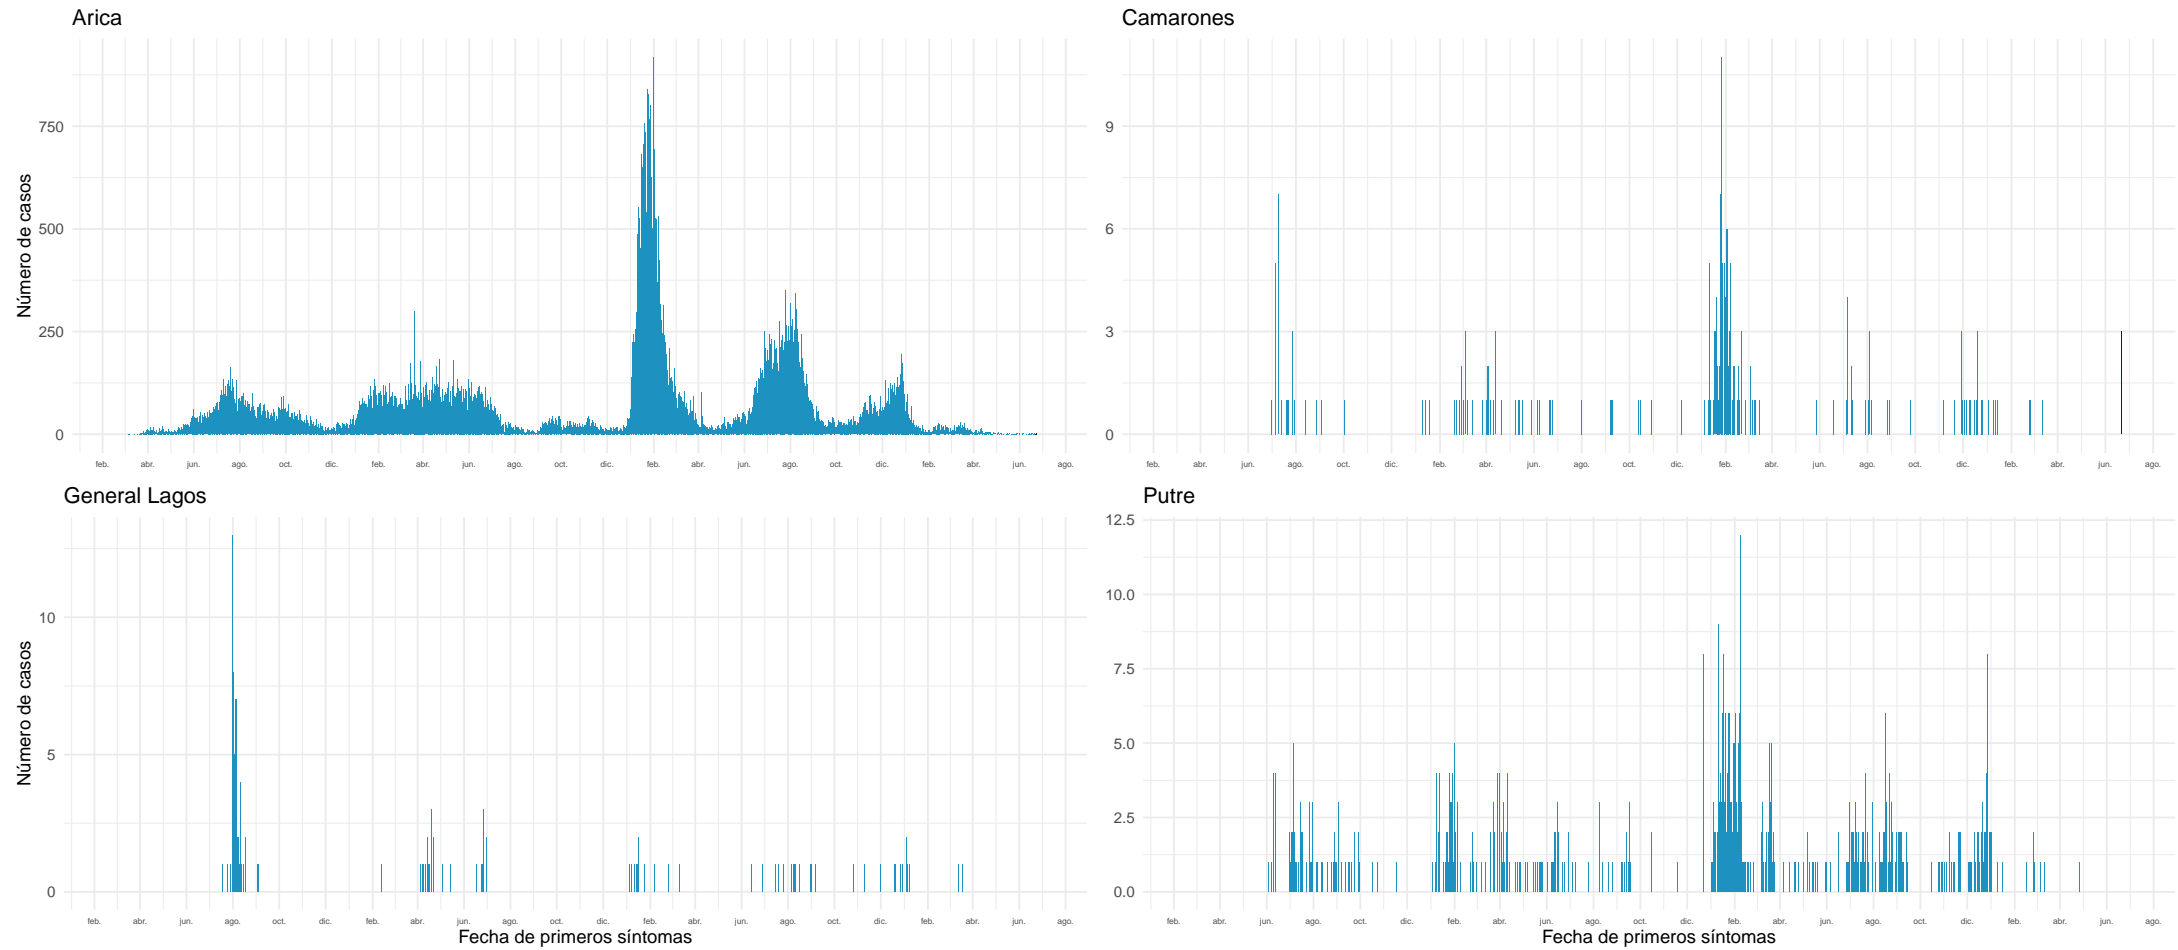 Arica
Camarones
Número de casos
750
500
250
0
feb. abr. jun. ago. oct. dic. feb. abr. jun. ago. oct. dic. feb. abr. jun. ago. oct. dic. feb. abr. jun. ago.
9
6
3
0
feb. abr. jun. ago. oct. dic. feb. abr. jun. ago. oct. dic. feb. abr. jun. ago. oct. dic. feb. abr. jun. ago.
General Lagos
Putre
Número de casos
10
5
0
feb. abr. jun. ago. oct. dic. feb. abr. jun. ago. oct. dic. feb. abr. jun. ago. oct. dic. feb. abr. jun. ago.
Fecha de primeros síntomas
12.5
10.0
7.5
5.0
2.5
0.0
feb. abr. jun. ago. oct. dic. feb. abr. jun. ago. oct. dic. feb. abr. jun. ago. oct. dic. feb. abr. jun. ago.
Fecha de primeros síntomas